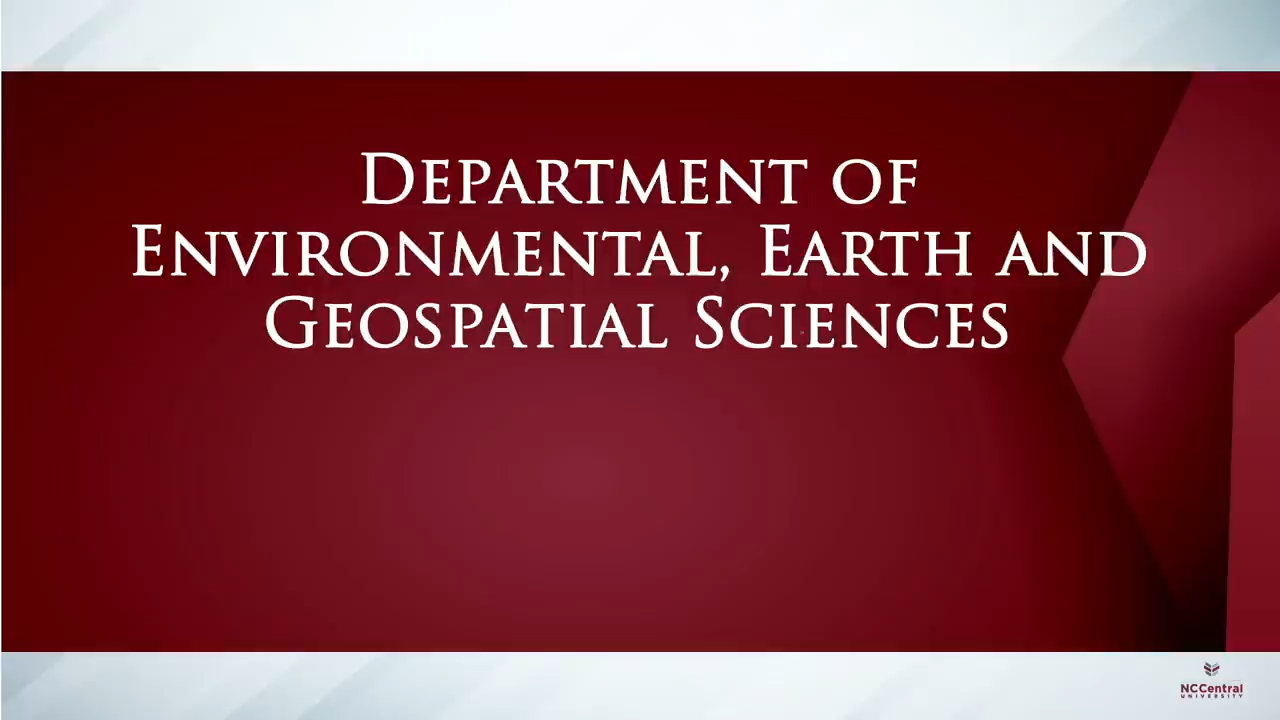 Department of
Environmental, Earth and
Geospatial Sciences
NCCentral
UNIVERSITY